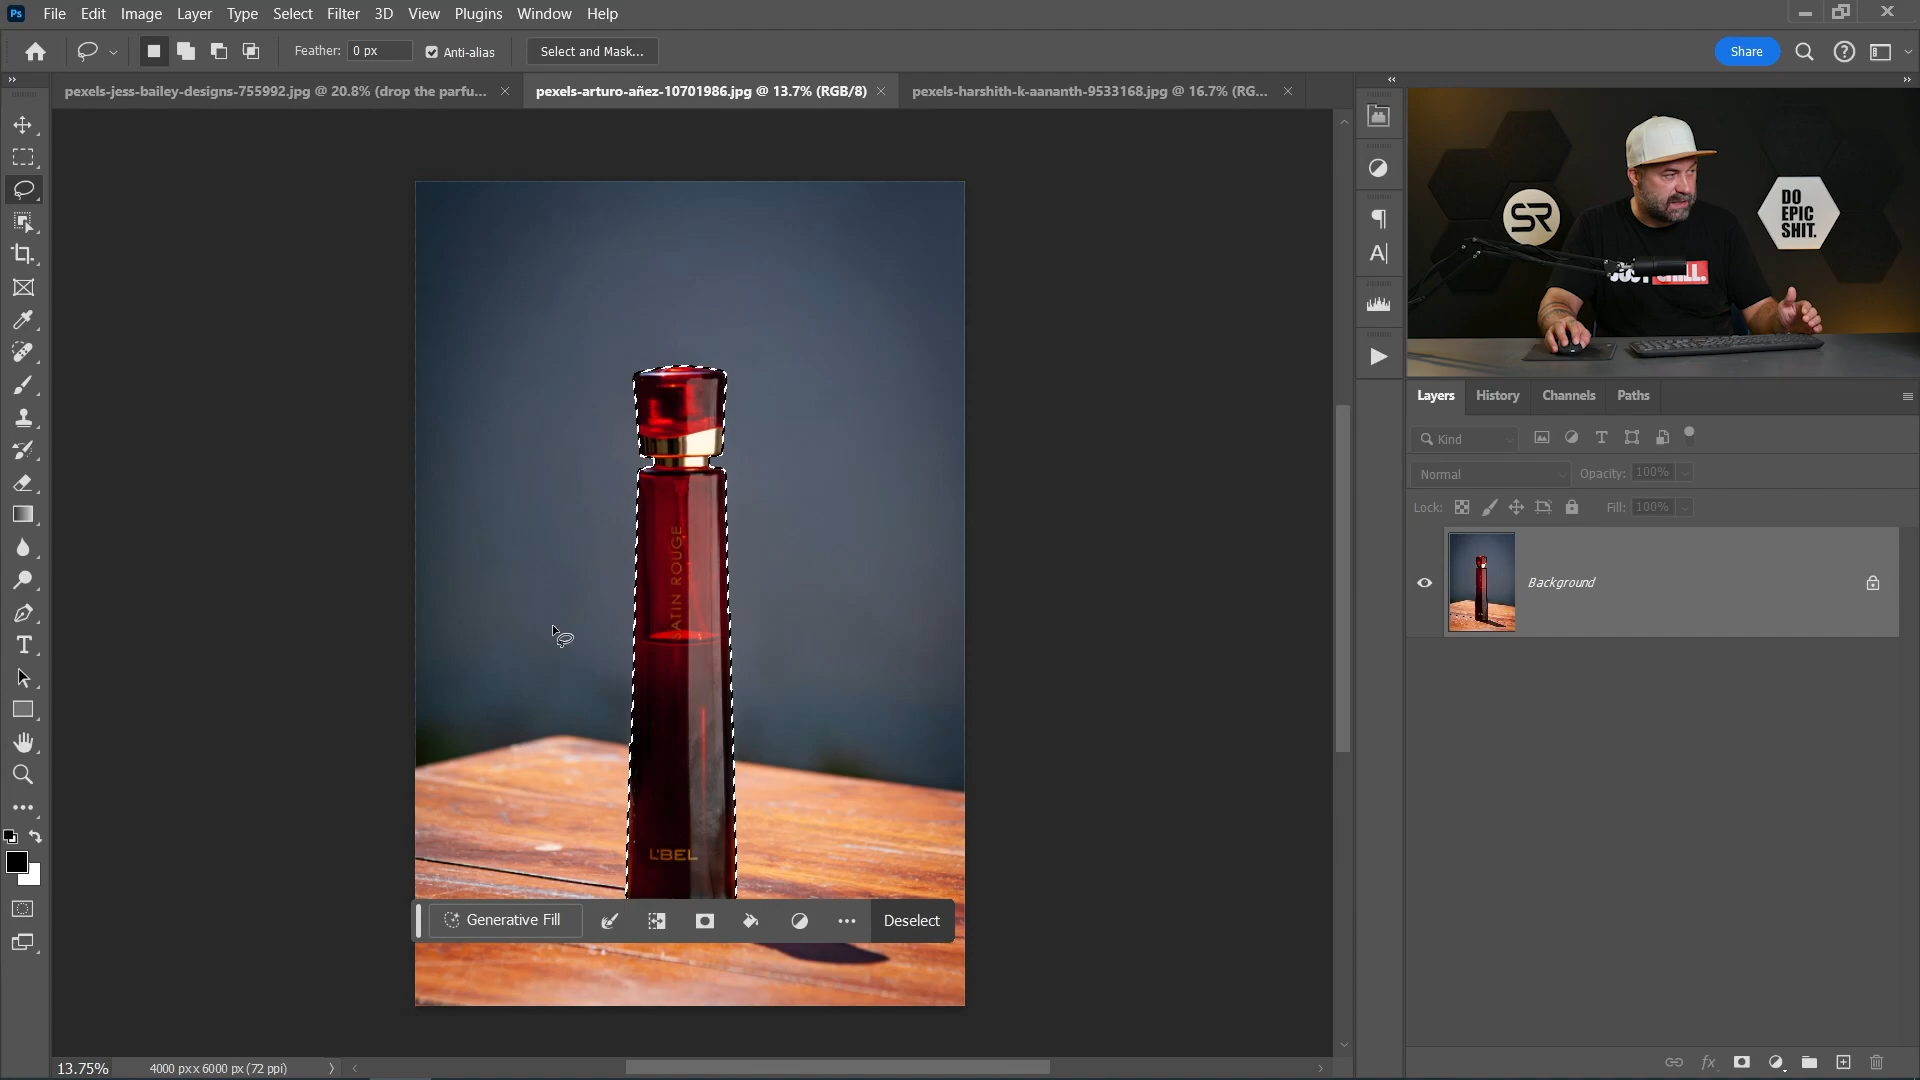 Ps File Edit Image Layer Type Select Filter 3D View Plugins Window Help
Feather: 0 px Anti-alias Select and Mask... Share
pexels-jess-bailey-designs-755992.jpg @ 20.8% (drop the parfu... pexels-arturo-añez-10701986.jpg @ 13.7% (RGB/8) pexels-harshith-k-aananth-9533168.jpg @ 16.7% (RG...
SR
DO
EPIC
SHIT.
Layers History Channels Paths
Kind
Normal Opacity: 100%
Lock: Fill: 100%
Background
SATIN ROUGE
L'BEL
Generative Fill Deselect
13.75% 4000 px x 6000 px (72 ppi)